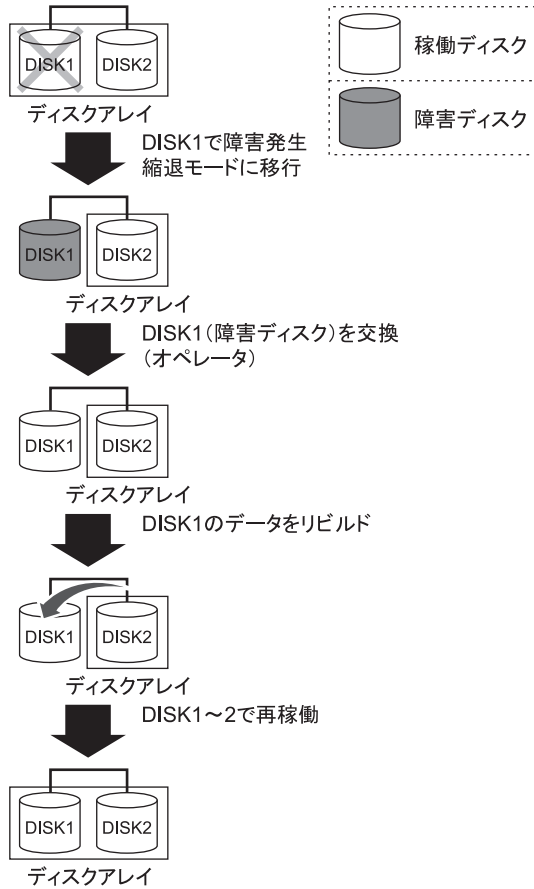 DISK1 DISK2
ディスクアレイ
稼働ディスク
障害ディスク
DISK1で障害発生
縮退モードに移行
DISK1 DISK2
ディスクアレイ
DISK1(障害ディスク)を交換
(オペレータ)
DISK1 DISK2
ディスクアレイ
DISK1のデータをリビルド
DISK1 DISK2
ディスクアレイ
DISK1~2で再稼働
DISK1 DISK2
ディスクアレイ